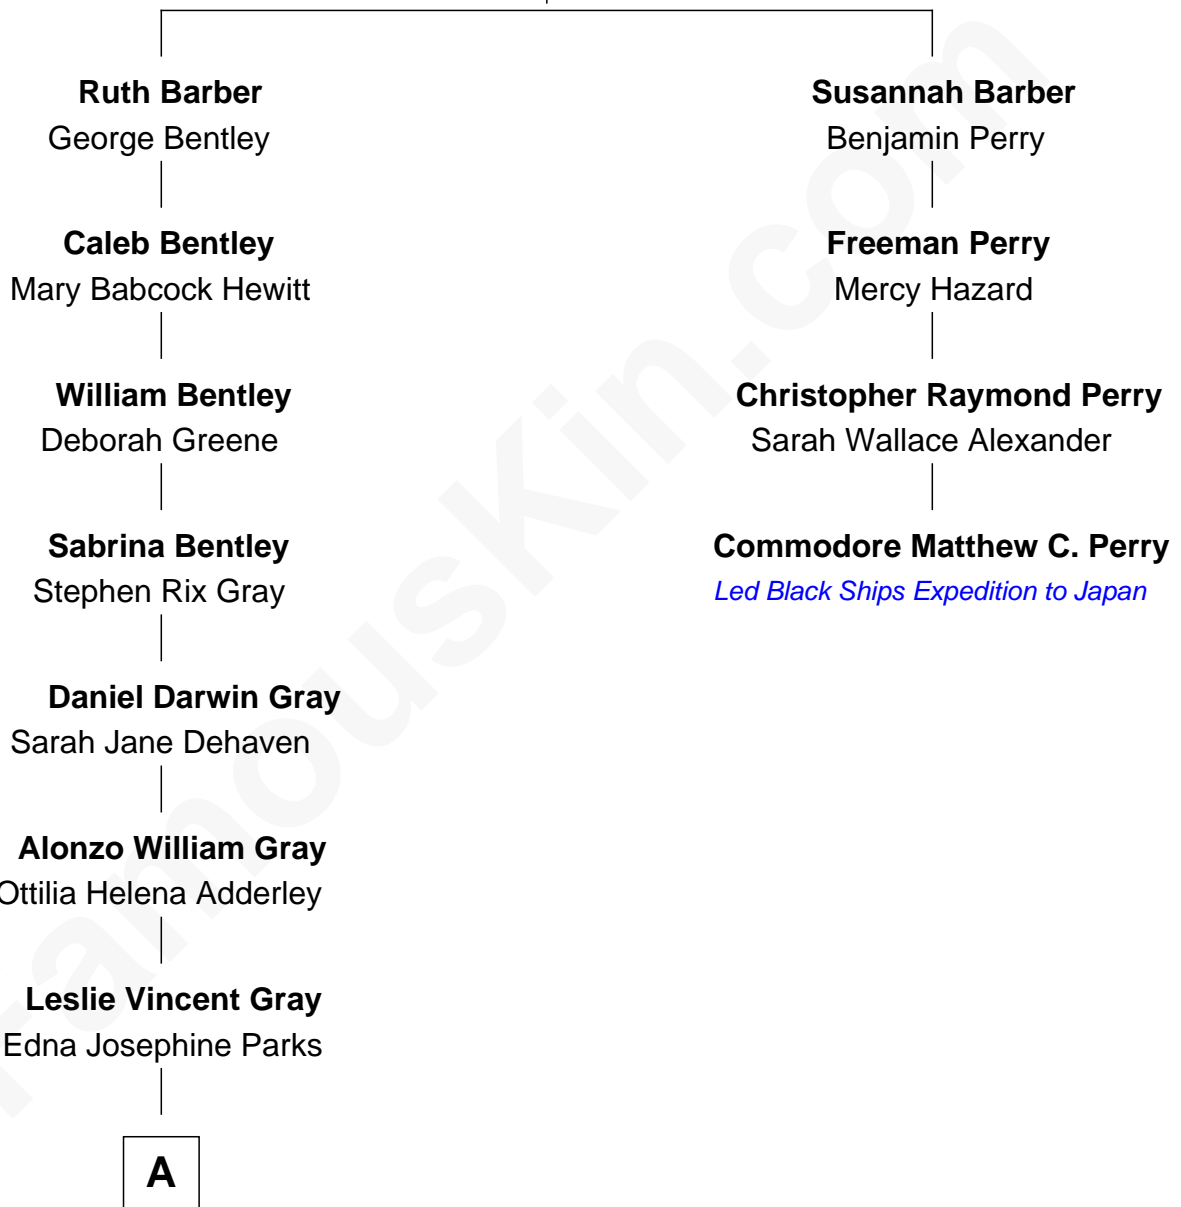 Ruth Barber
George Bentley
Susannah Barber
Benjamin Perry
Caleb Bentley
Mary Babcock Hewitt
Freeman Perry
Mercy Hazard
William Bentley
Deborah Greene
Christopher Raymond Perry
Sarah Wallace Alexander
Sabrina Bentley
Stephen Rix Gray
Commodore Matthew C. Perry
Led Black Ships Expedition to Japan
Daniel Darwin Gray
Sarah Jane Dehaven
Alonzo William Gray
Ottilia Helena Adderley
Leslie Vincent Gray
Edna Josephine Parks
A
FamousKin.com